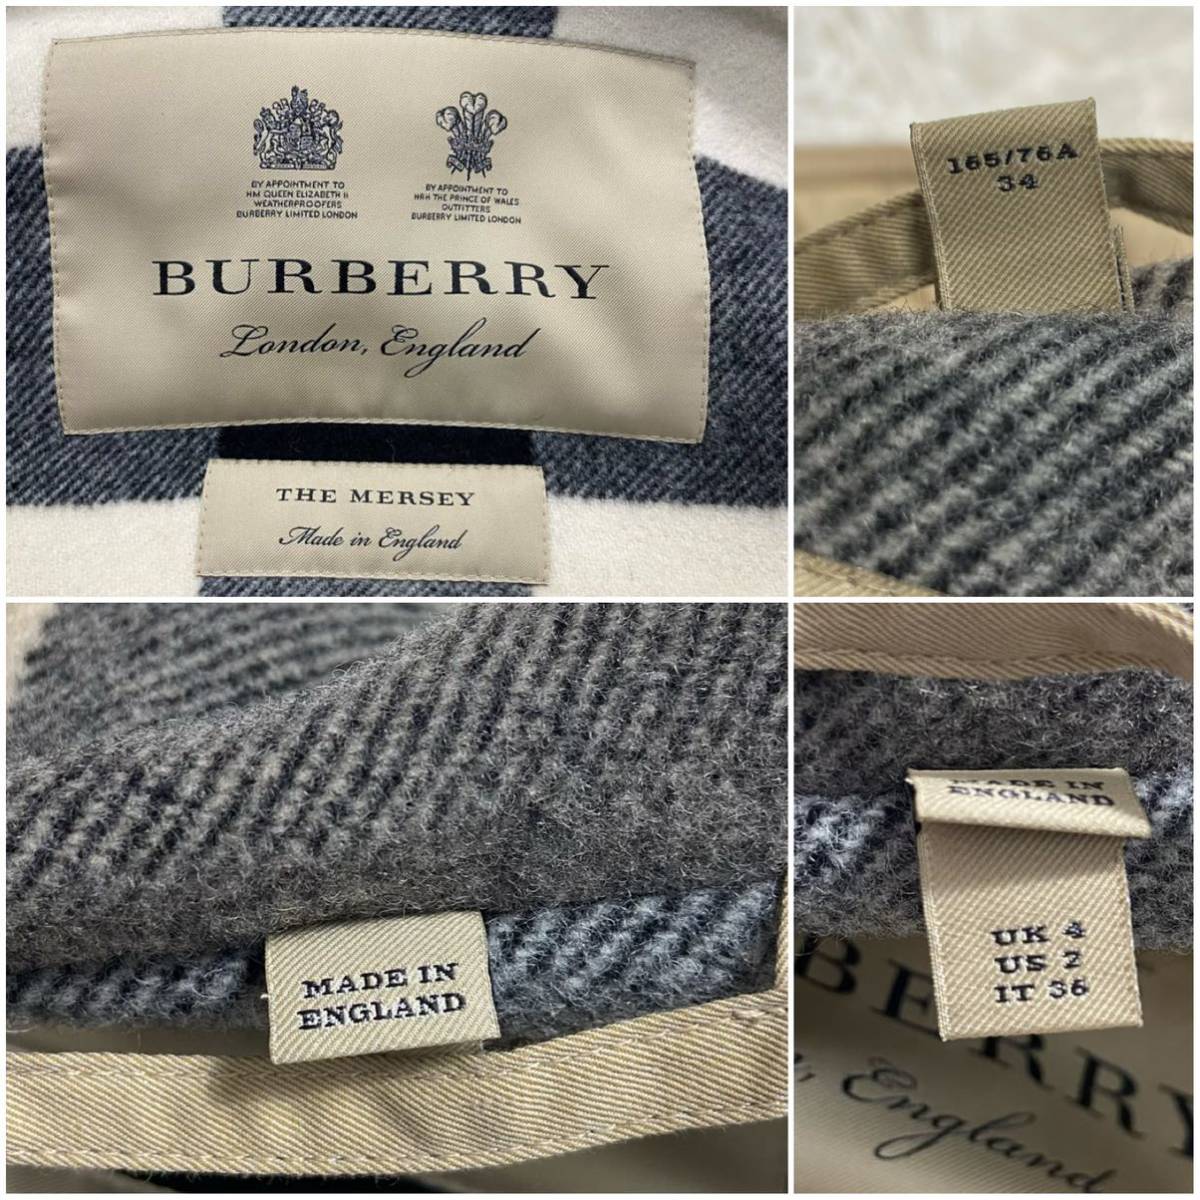 BY APPOINTMENT TO
HM QUEEN ELIZABETH II
WEATHERPROOFERS
BURBERRY LIMITED LONDON
BY APPOINTMENT TO
HRH THE PRINCE OF WALES
OUTFITTERS
BURBERRY LIMITED LONDON
BURBERRY
London, England
THE MERSEY
Made in England
165/76A
34
MADE IN
ENGLAND
MADE IN
ENGLAND
UK 4
US 2
IT 36
BERRY
England